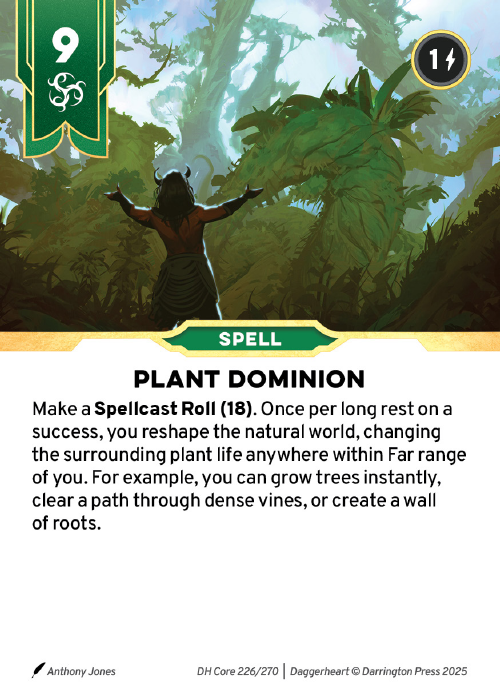 9
1
SPELL
PLANT DOMINION
Make a Spellcast Roll (18). Once per long rest on a
success, you reshape the natural world, changing
the surrounding plant life anywhere within Far range
of you. For example, you can grow trees instantly,
clear a path through dense vines, or create a wall
of roots.
Anthony Jones
DH Core 226/270 | Daggerheart © Darrington Press 2025